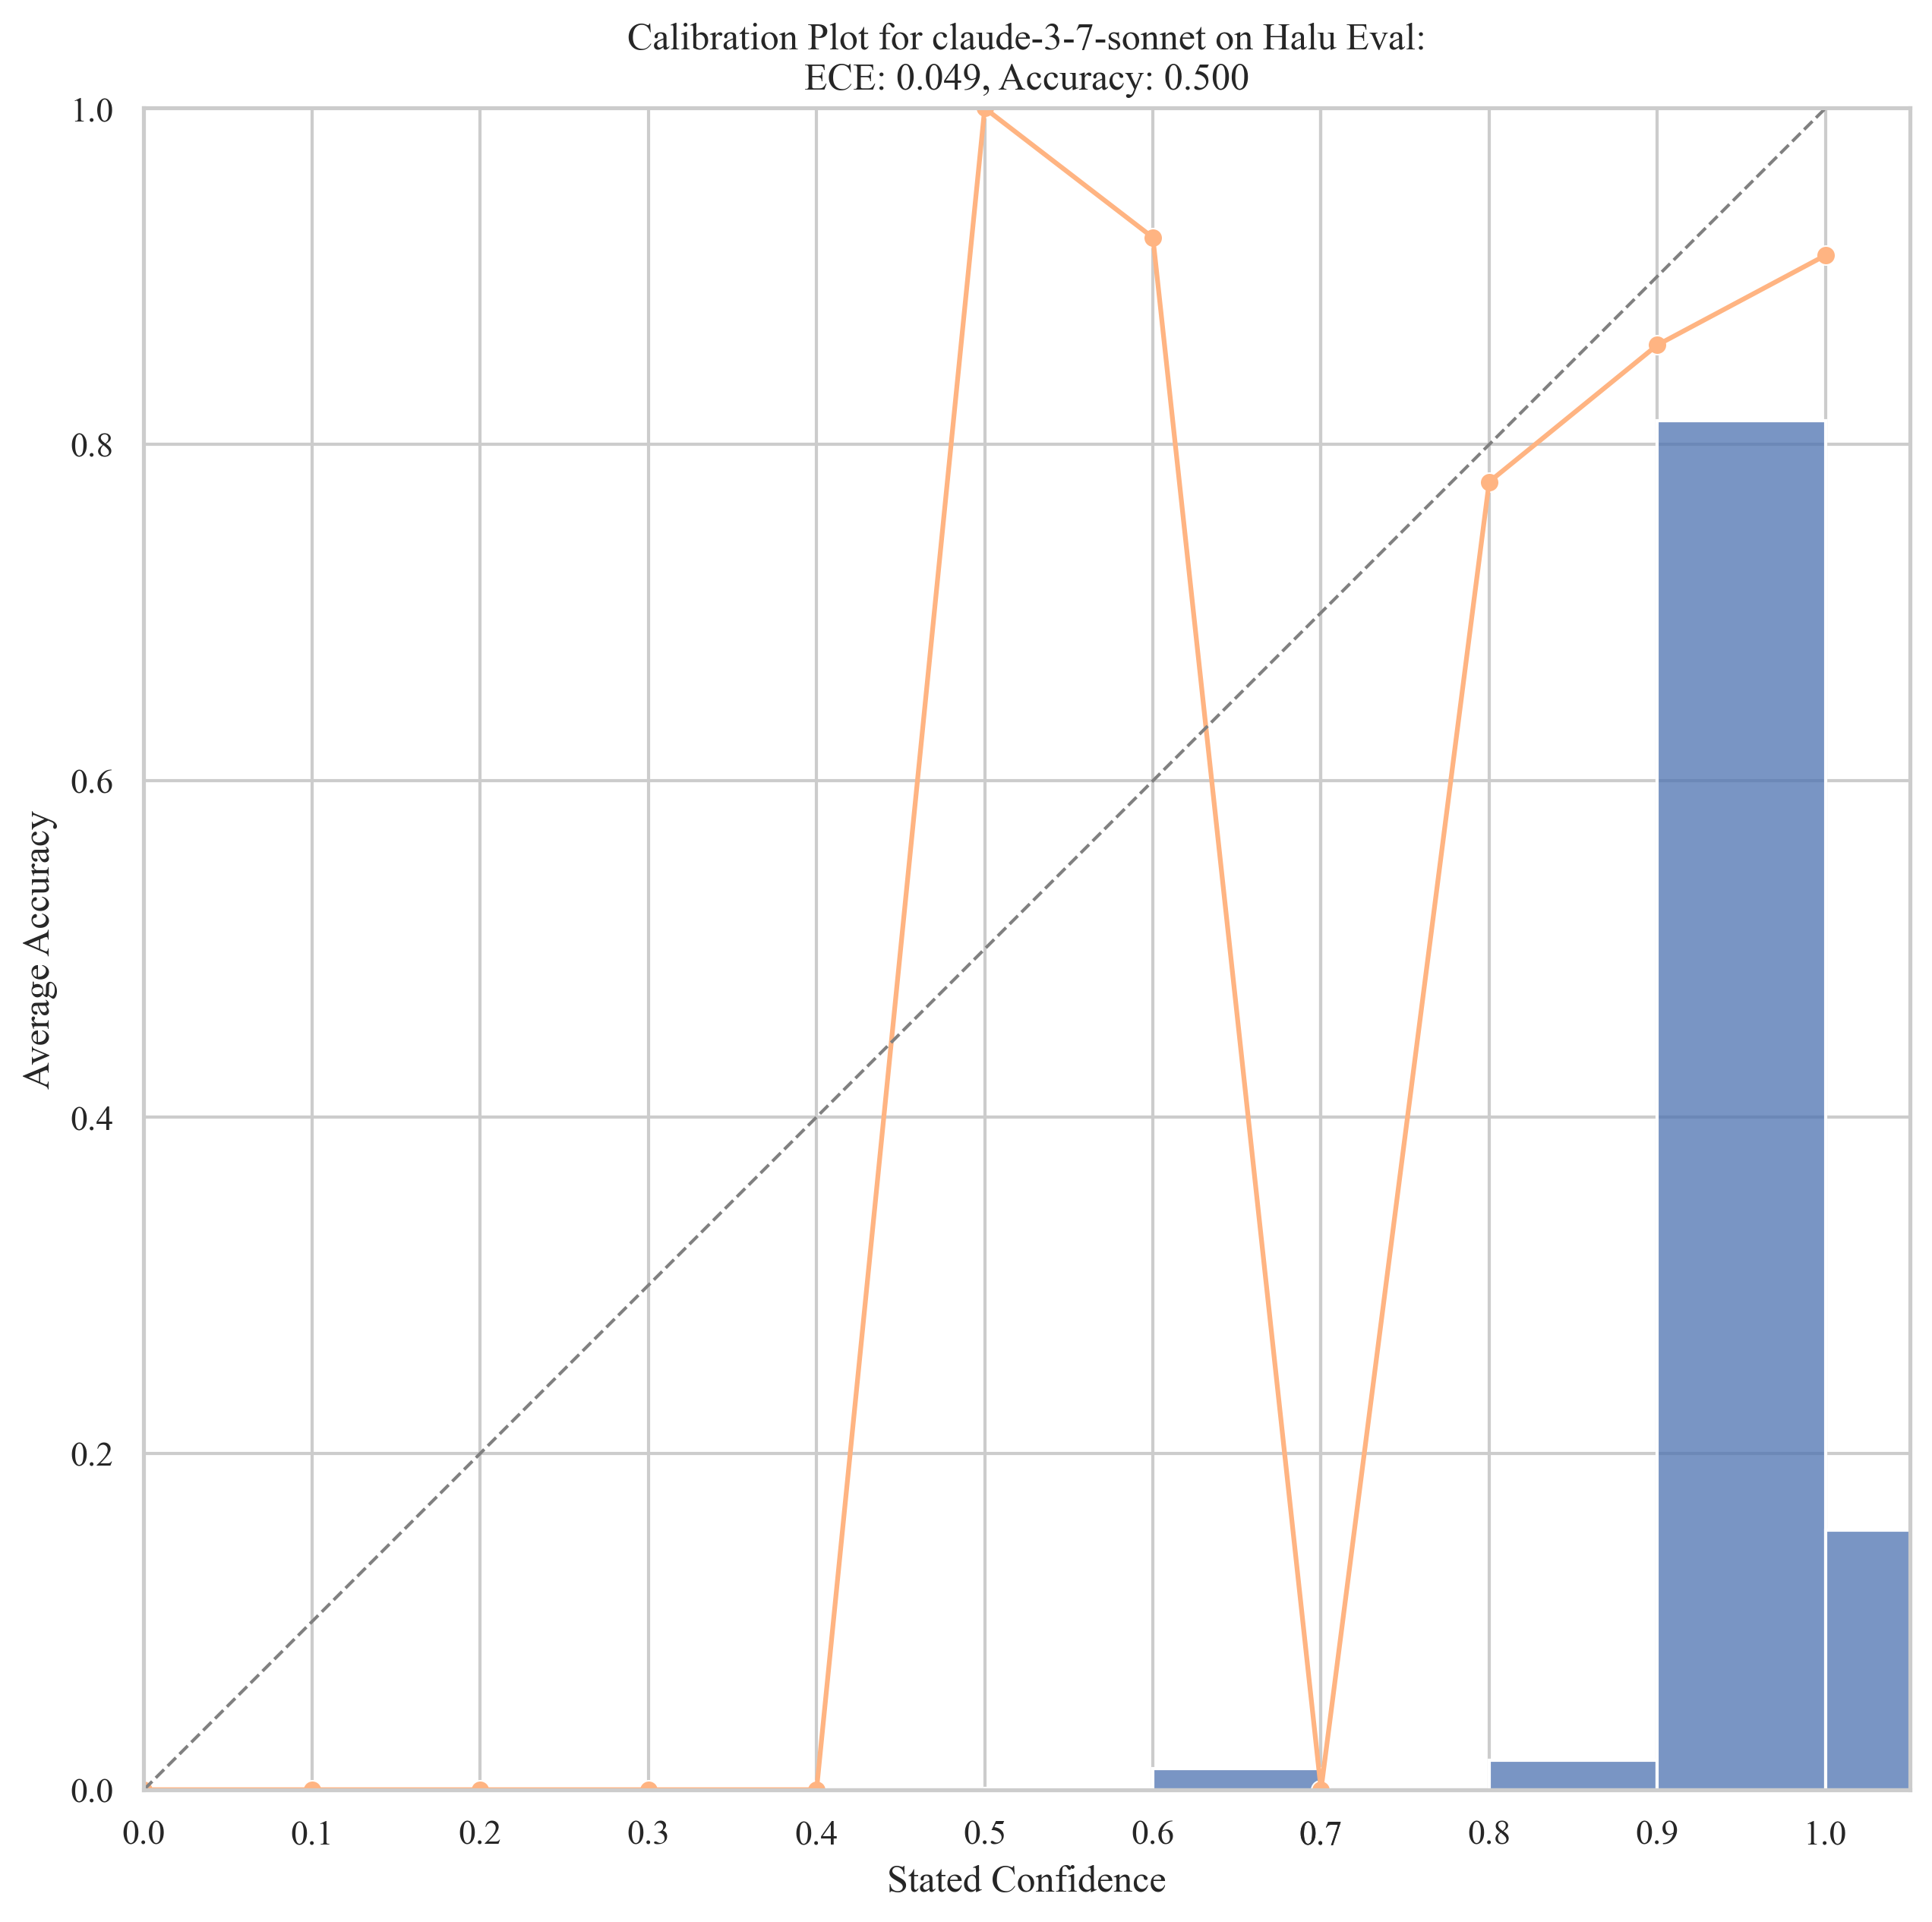 Calibration Plot for claude-3-7-sonnet on Halu Eval:
ECE: 0.049, Accuracy: 0.500
1.0
0.8
0.6
0.4
0.2
0.0
Average Accuracy
0.0 0.1 0.2 0.3 0.4 0.5 0.6 0.7 0.8 0.9 1.0
Stated Confidence